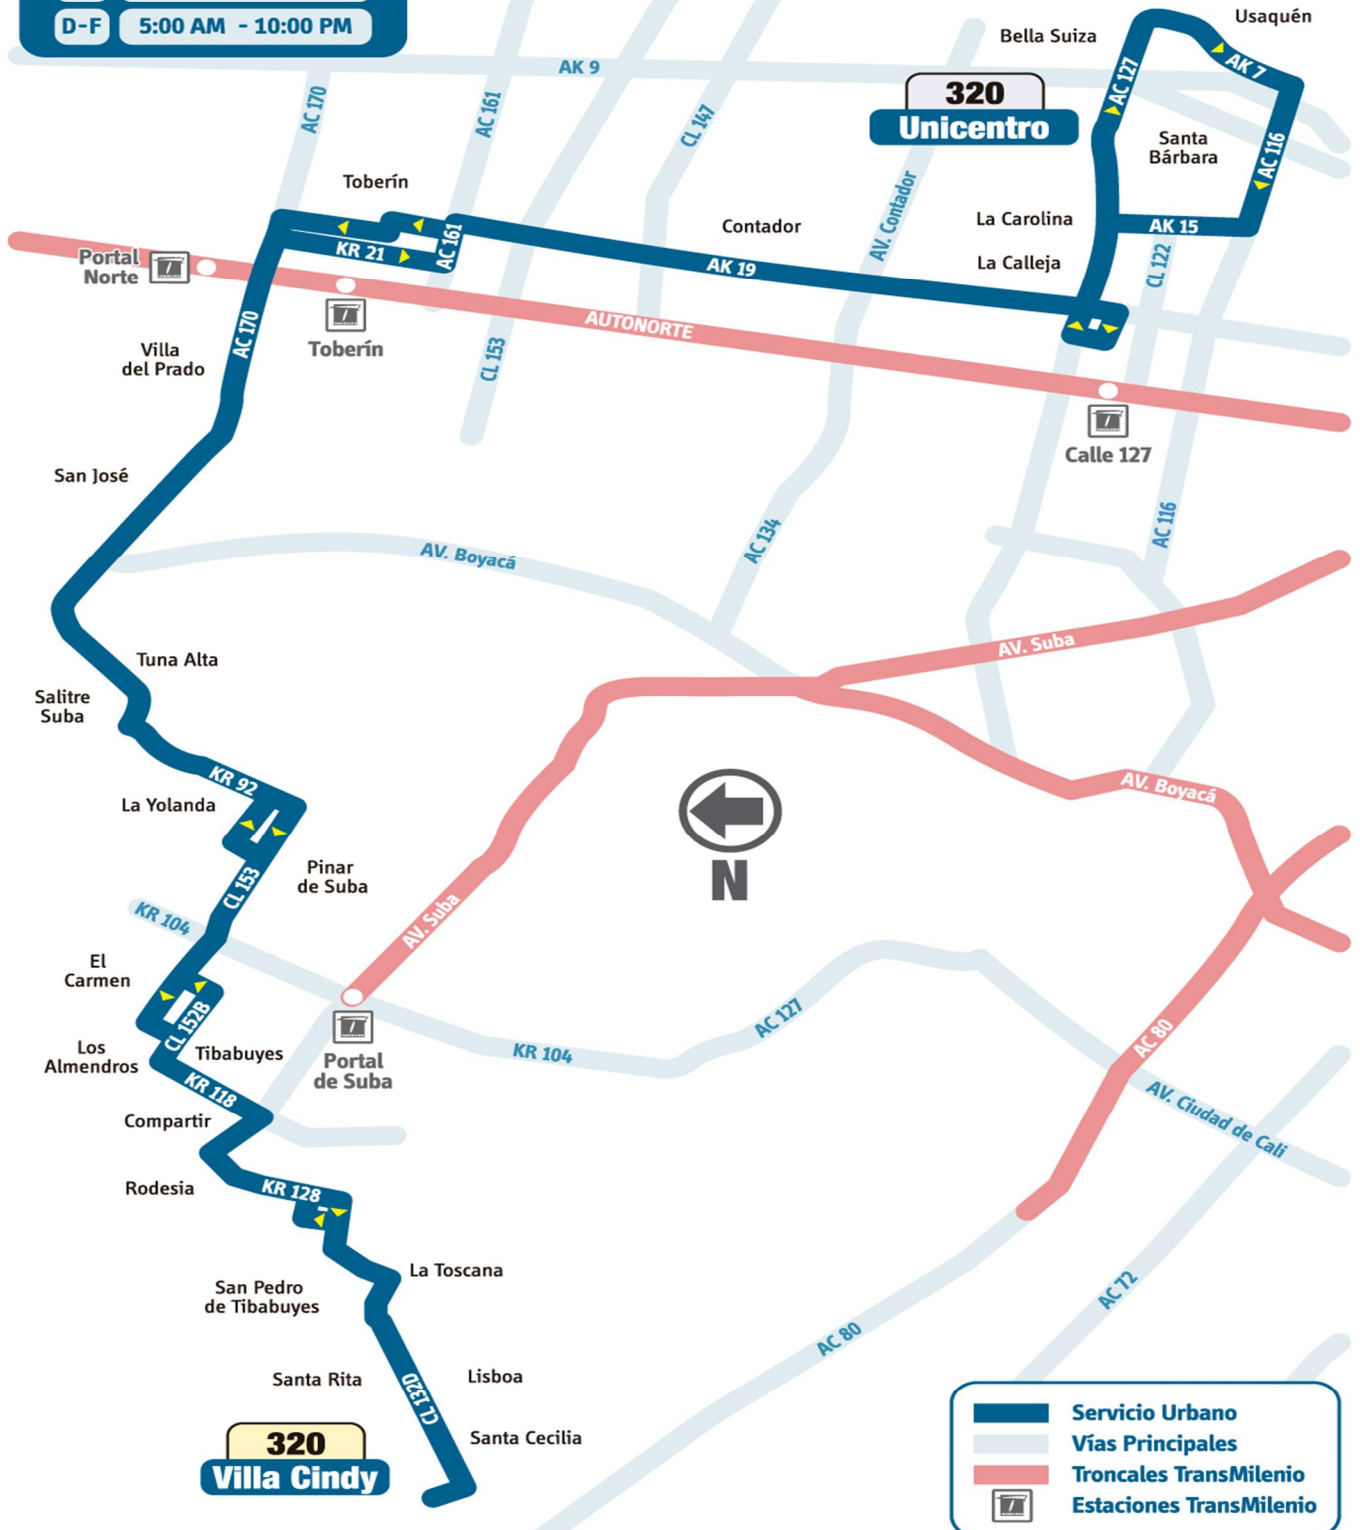 D-F
5:00 AM - 10:00 PM
Usaquén
Bella Suiza
AK 9
AK 7
AC 127
320
Unicentro
AC 170
AC 161
CL 147
Santa
Bárbara
AC 116
Toberín
AV. Contador
Contador
La Carolina
AK 15
AC 161
KR 21
La Calleja
CL 122
AK 19
Portal
Norte
AUTONORTE
AC 170
Toberín
CL 153
Villa
del Prado
Calle 127
San José
AC 116
AC 134
AV. Boyacá
AV. Suba
Tuna Alta
Salitre
Suba
KR 92
AV. Boyacá
La Yolanda
Pinar
de Suba
CL 153
KR 104
AV. Suba
El
Carmen
CL 152B
AC 127
AC 80
Los
Almendros
Tibabuyes
KR 104
Portal
de Suba
KR 118
Compartir
AV. Ciudad de Cali
Rodesia
KR 128
La Toscana
San Pedro
de Tibabuyes
AC 72
AC 80
Santa Rita
Lisboa
CL 132D
Santa Cecilia
320
Villa Cindy
N
Servicio Urbano
Vías Principales
Troncales TransMilenio
Estaciones TransMilenio